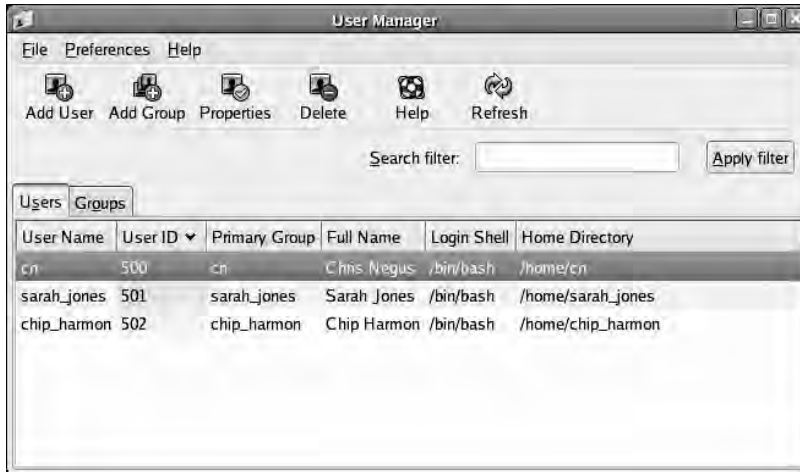 User Manager
File Preferences Help
Add User Add Group Properties Delete Help Refresh
Search filter: Apply filter
Users Groups
User Name User ID Primary Group Full Name Login Shell Home Directory
cn 500 cn Chris Negus /bin/bash /home/cn
sarah_jones 501 sarah_jones Sarah Jones /bin/bash /home/sarah_jones
chip_harmon 502 chip_harmon Chip Harmon /bin/bash /home/chip_harmon